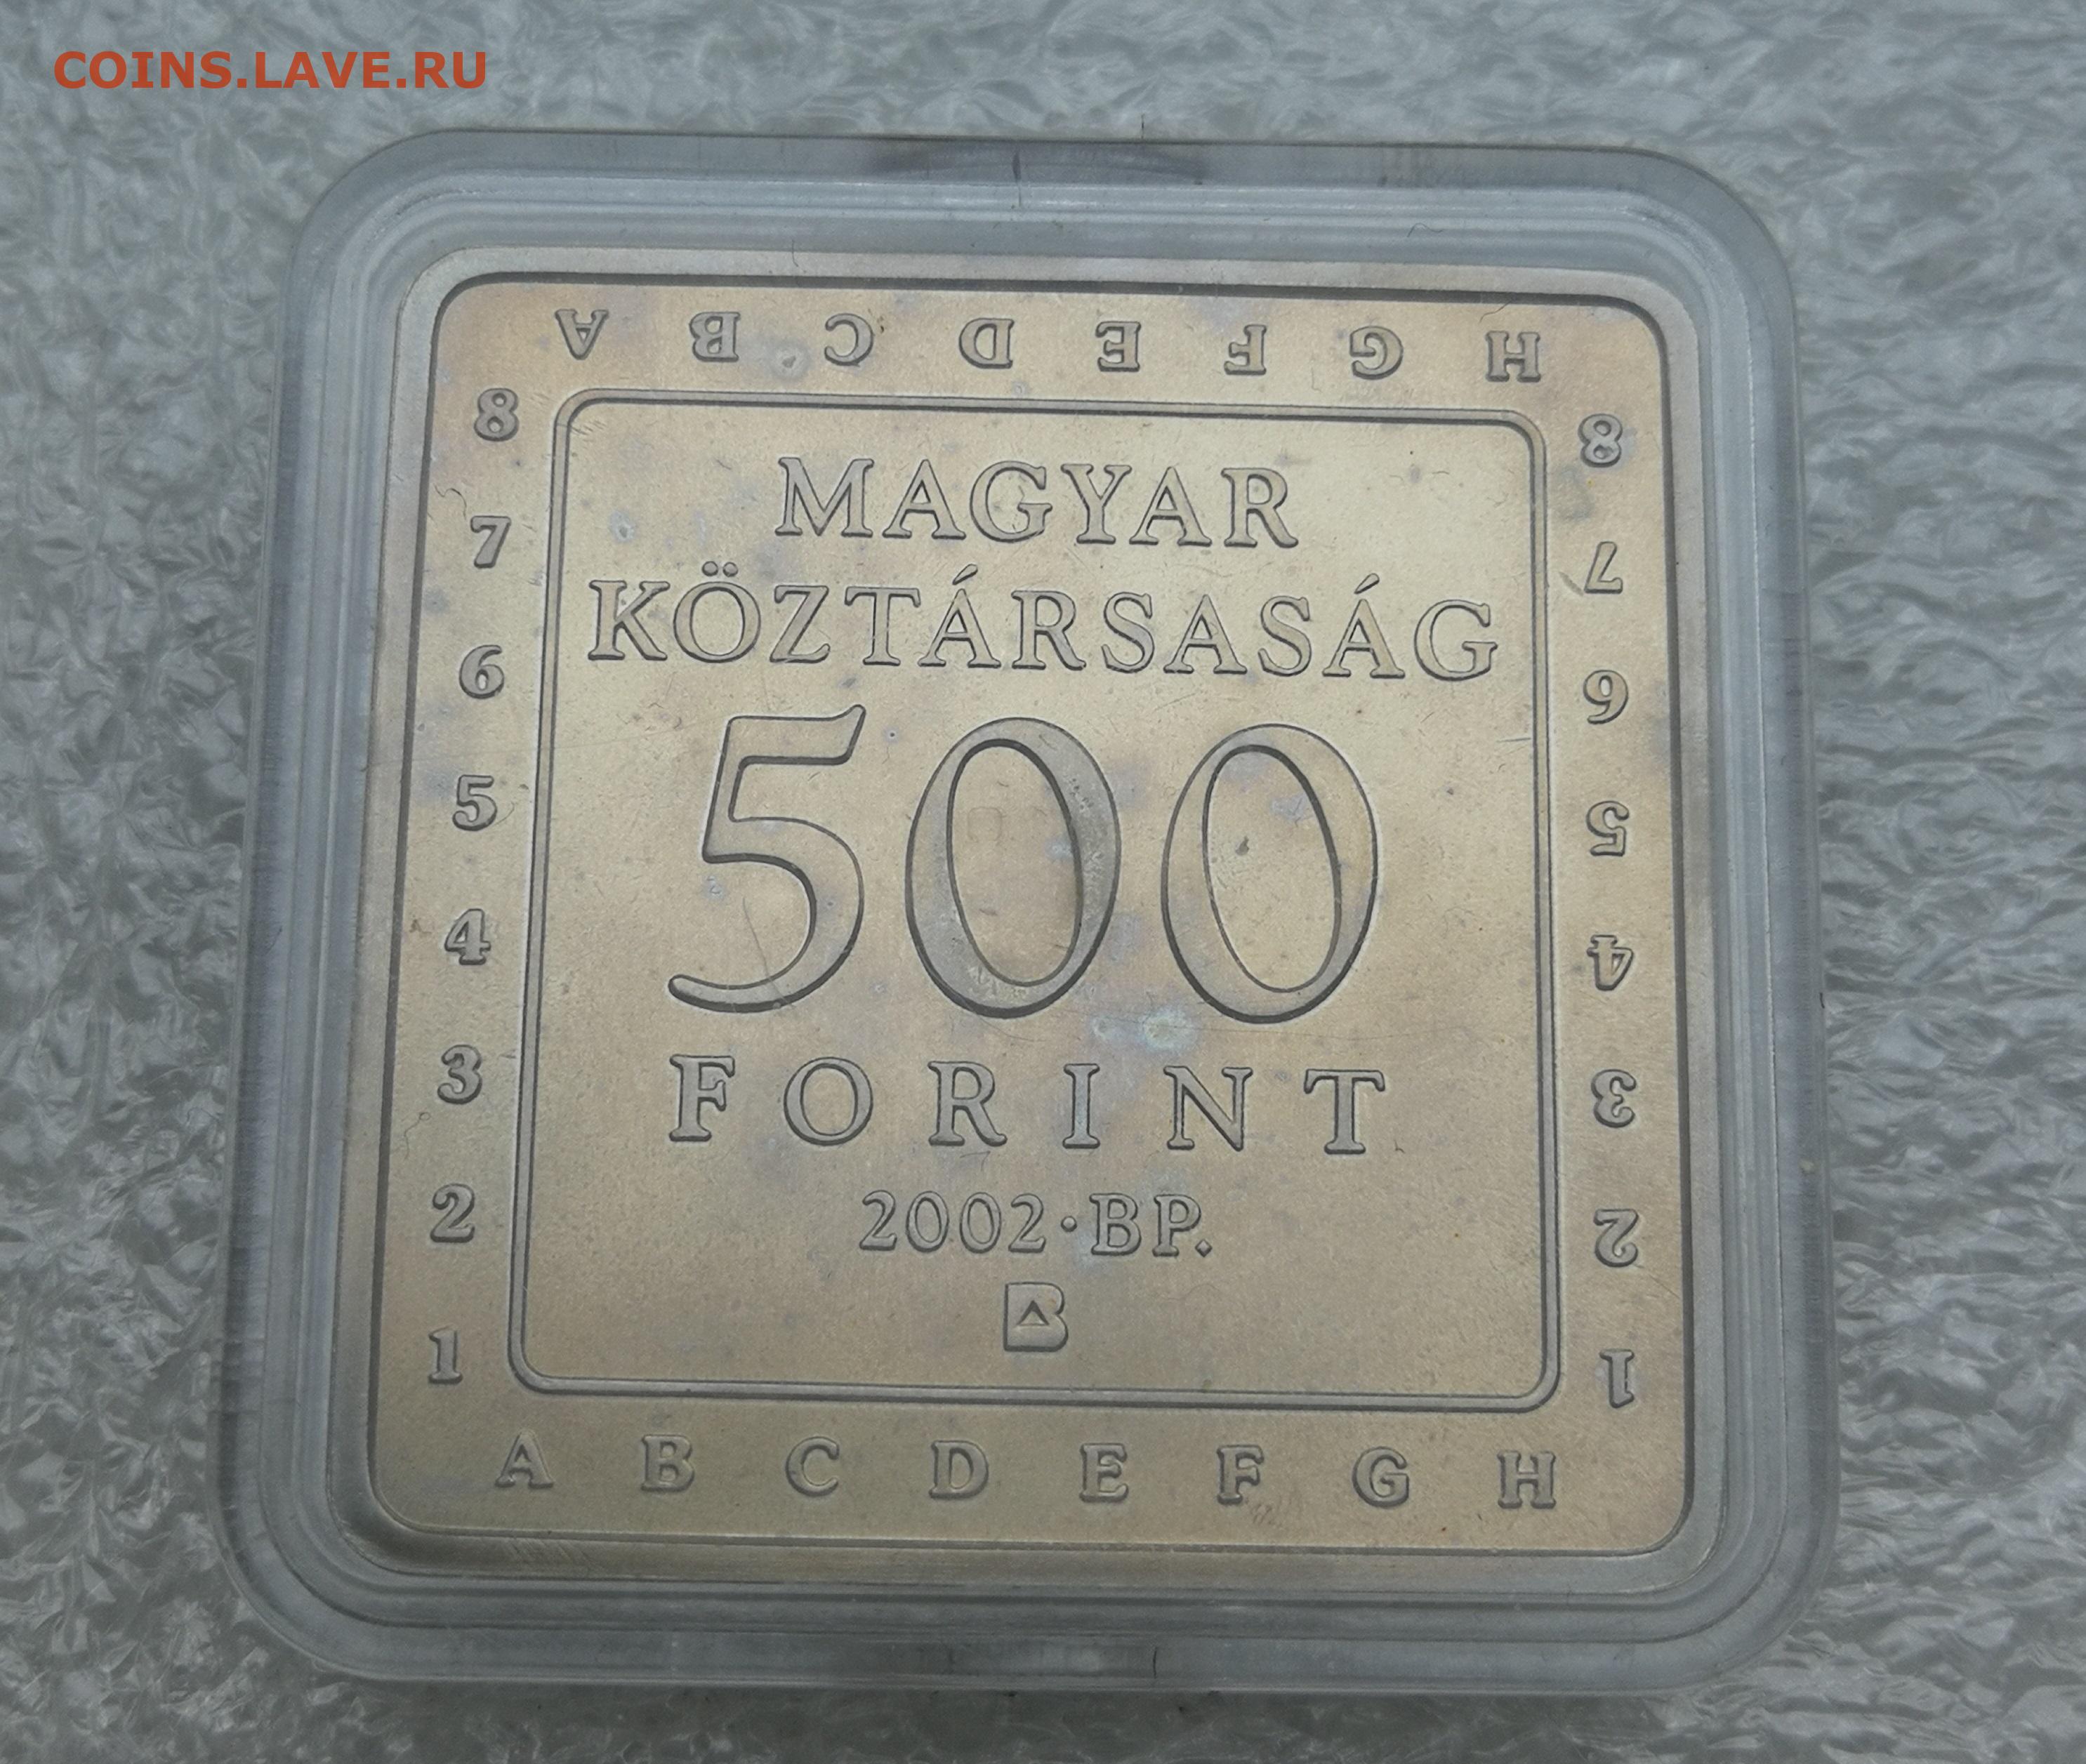 COINS.LAVE.RU
A B C D E F G H
8 8
MAGYAR
7 7
KÖZTÁRSASÁG
6 6
500
5 5
4 4
FORINT
3 3
2002·BP.
2 2
B
1 1
A B C D E F G H